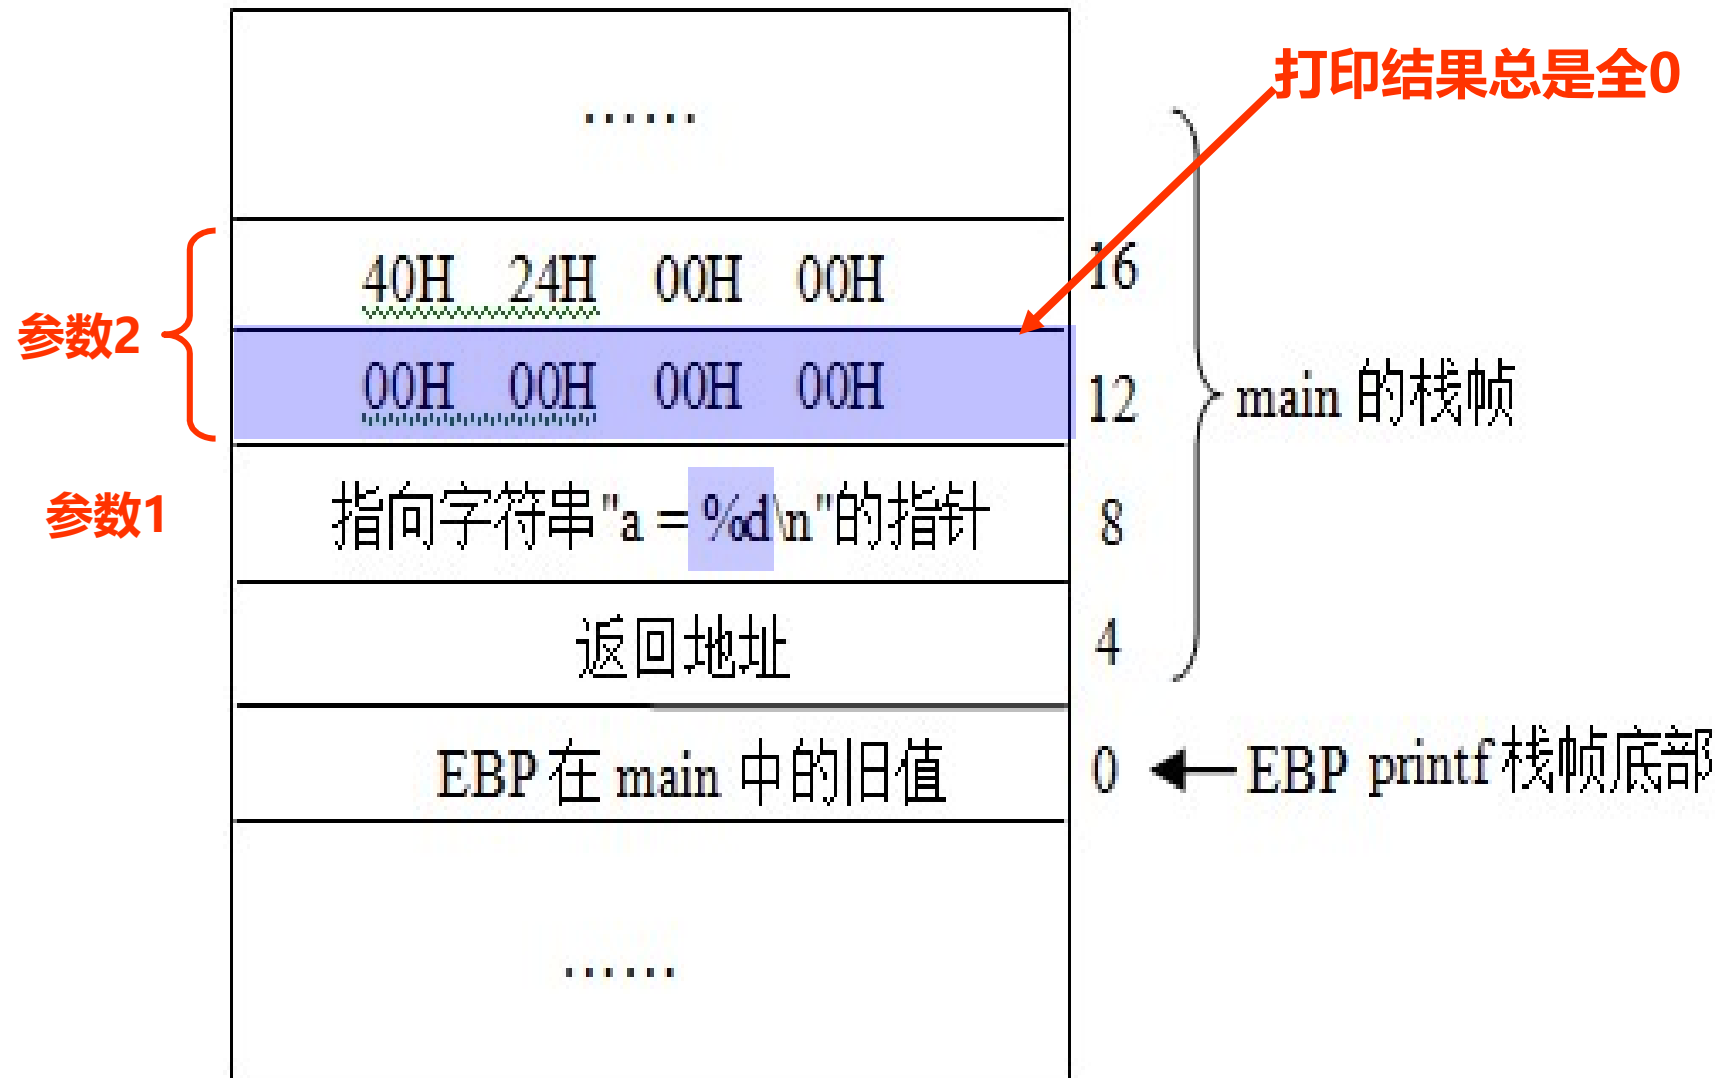 打印结果总是全0
……
40H 24H 00H 00H
16
参数2
00H 00H 00H 00H
12
main 的栈帧
参数1
指向字符串"a = %d\n"的指针
8
返回地址
4
EBP 在 main 中的旧值
0
EBP printf 栈帧底部
……